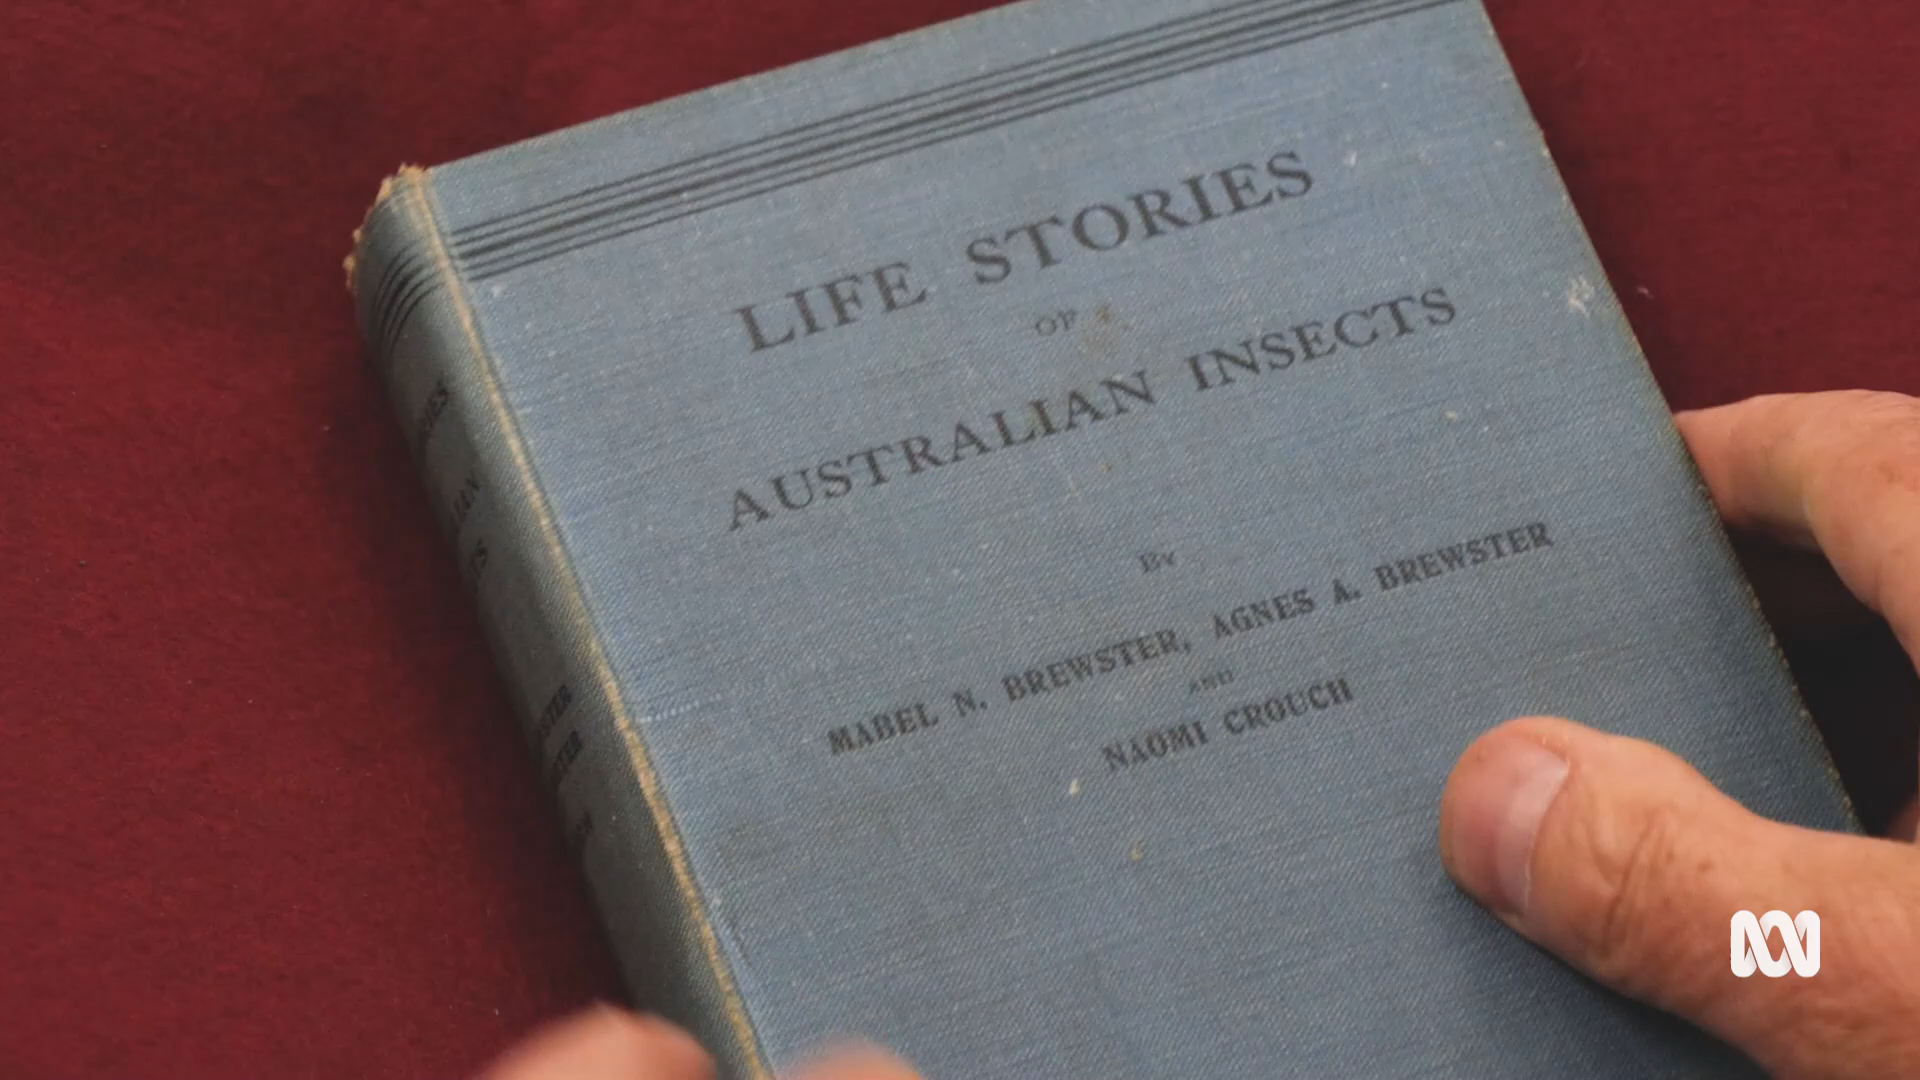 LIFE STORIES
OF
AUSTRALIAN INSECTS
BY
MABEL N. BREWSTER, AGNES A. BREWSTER
AND
NAOMI CROUCH